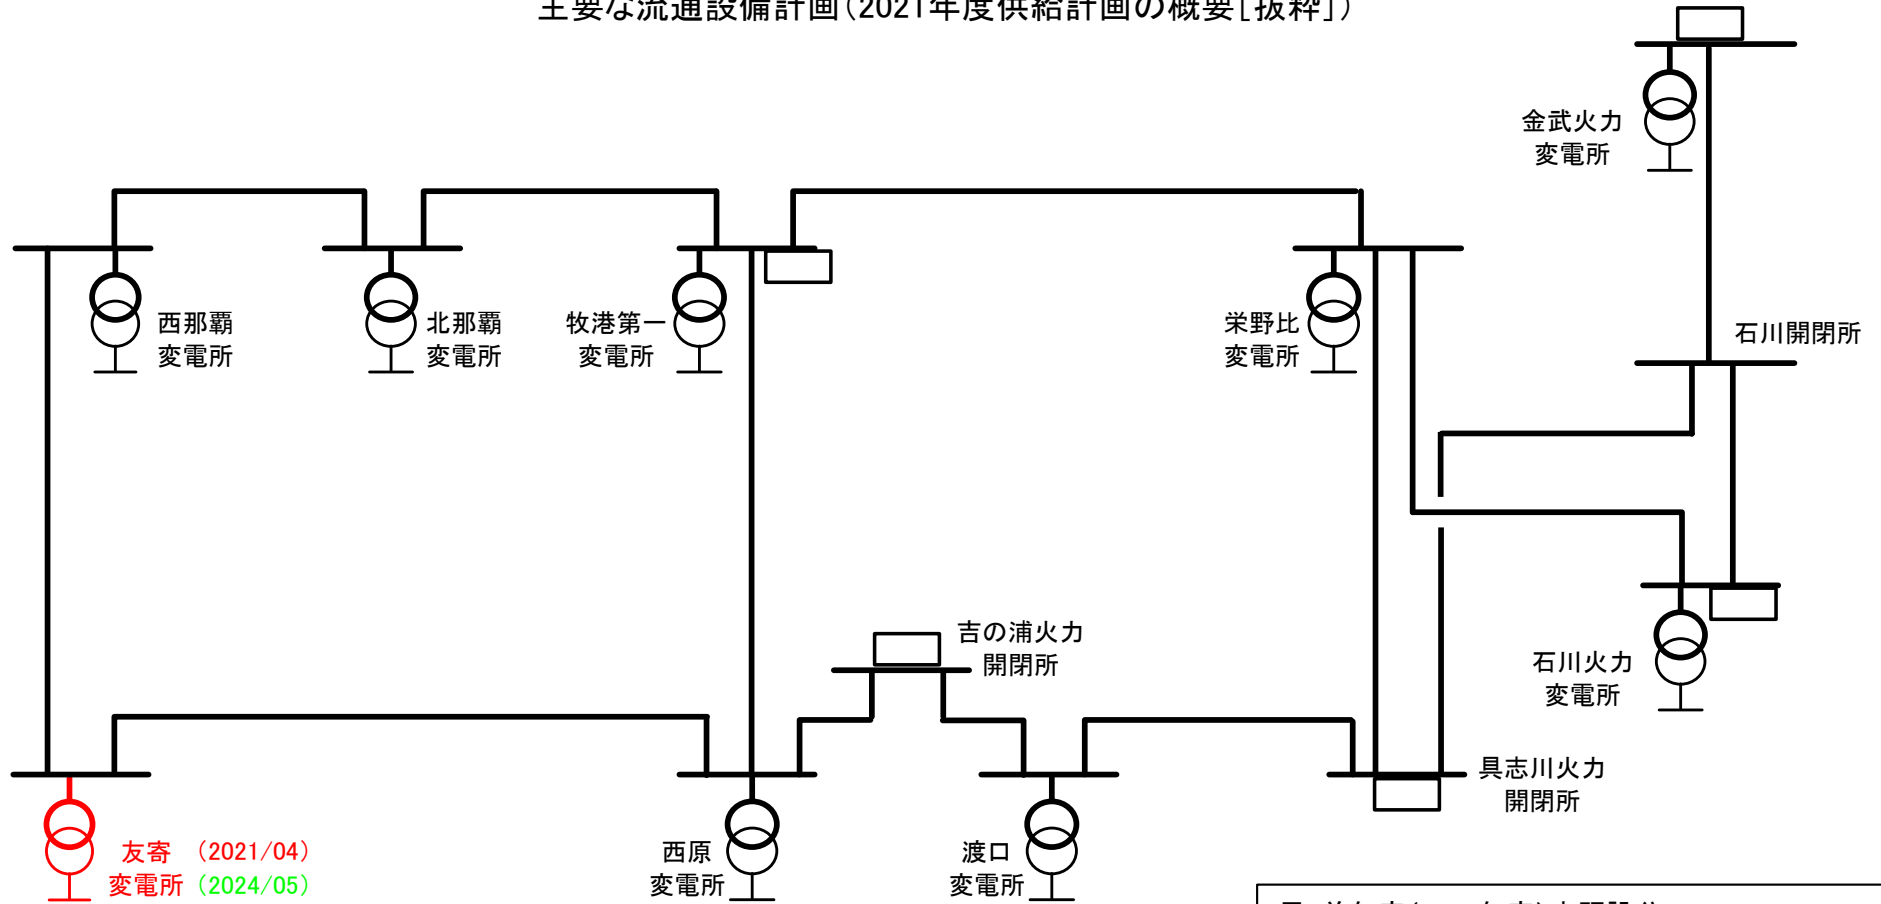 主要な流通設備計画（2021年度供給計画の概要［抜粋］）
金武火力
変電所
西那覇
変電所
北那覇
変電所
牧港第一
変電所
栄野比
変電所
石川開閉所
吉の浦火力
開閉所
石川火力
変電所
具志川火力
開閉所
友寄 （2021/04）
変電所 （2024/05）
西原
変電所
渡口
変電所